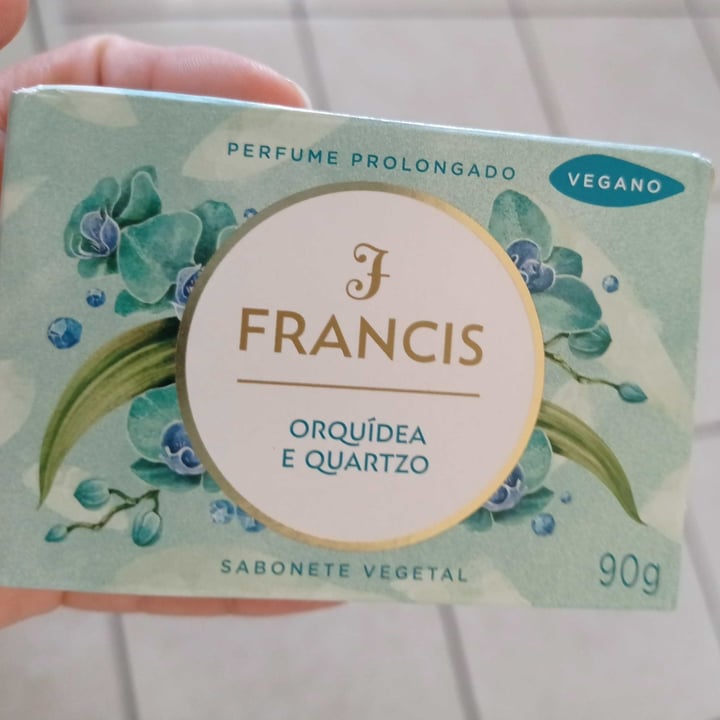 PERFUME PROLONGADO
VEGANO
F
FRANCIS
ORQUÍDEA
E QUARTZO
SABONETE VEGETAL
90g